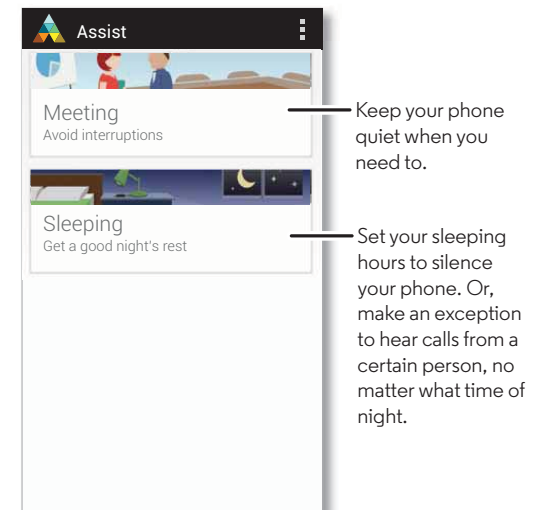 Assist
Meeting
Avoid interruptions
Keep your phone
quiet when you
need to.
Sleeping
Get a good night's rest
Set your sleeping
hours to silence
your phone. Or,
make an exception
to hear calls from a
certain person, no
matter what time of
night.